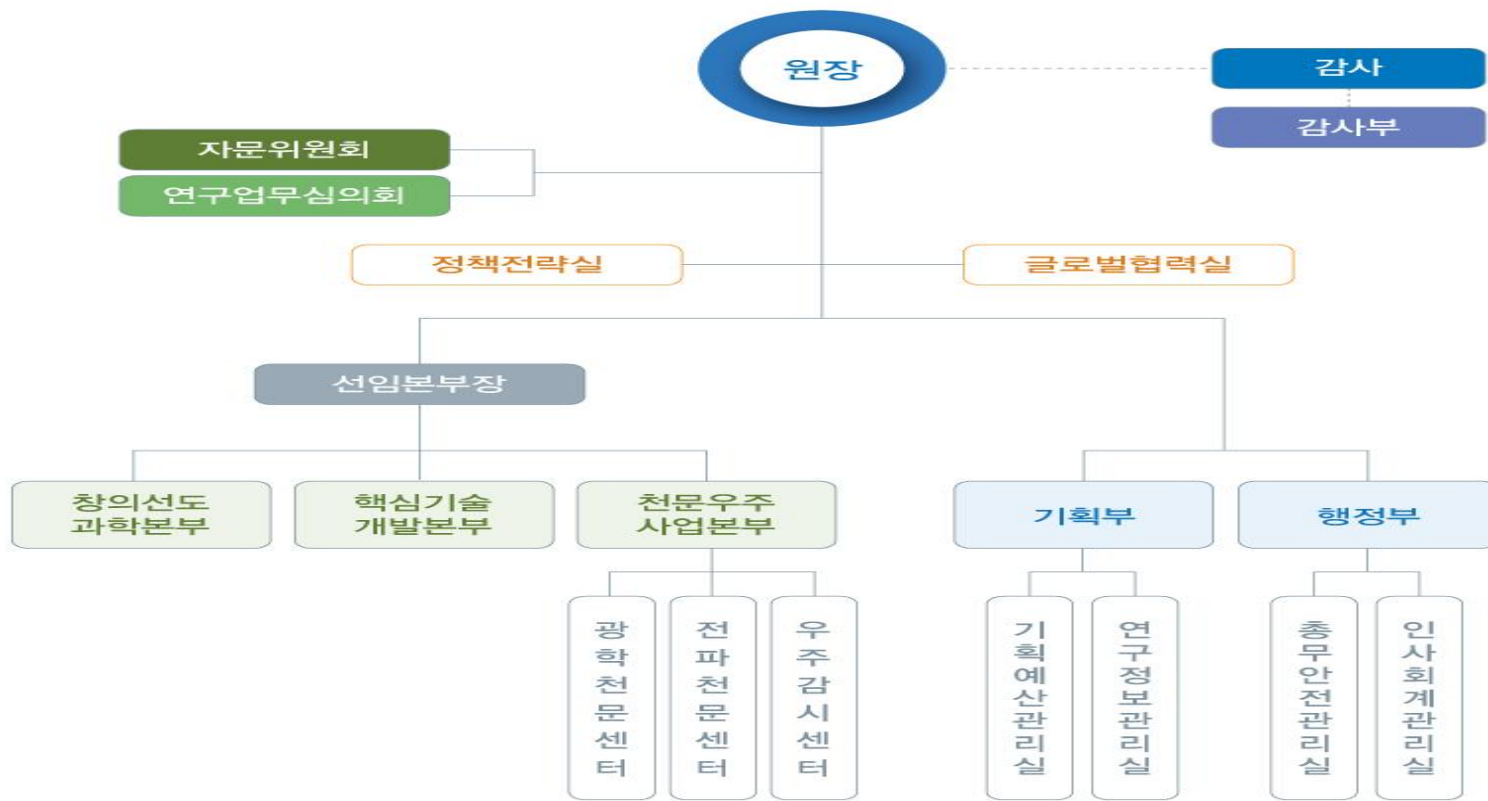 원장
감사
감사부
자문위원회
연구업무심의회
정책전략실
글로벌협력실
선임본부장
창의선도
과학본부
핵심기술
개발본부
천문우주
사업본부
기획부
행정부
광학천문센터
전파천문센터
우주감시센터
기획예산관리실
연구정보관리실
총무안전관리실
인사회계관리실